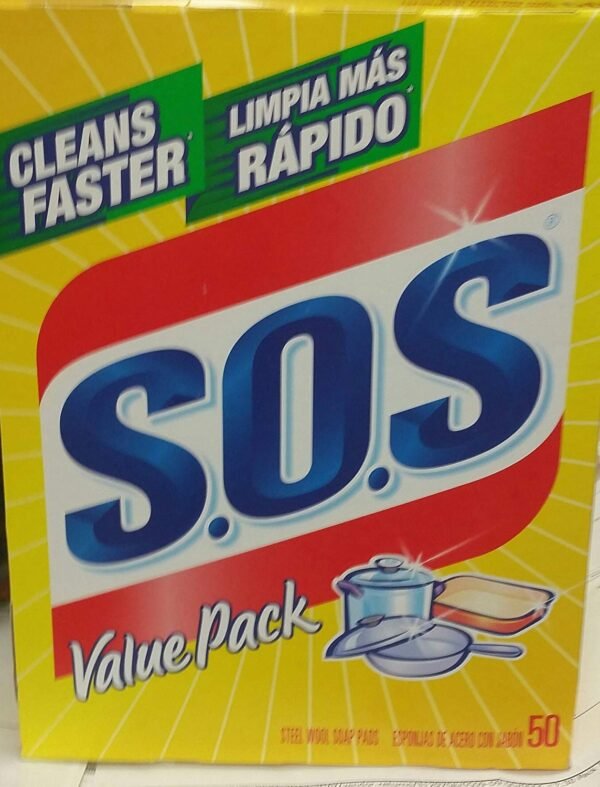 CLEANS
FASTER
LIMPIA MÁS
RÁPIDO
S.O.S
®
Value Pack
STEEL WOOL SOAP PADS ESPONJAS DE ACERO CON JABÓN 50